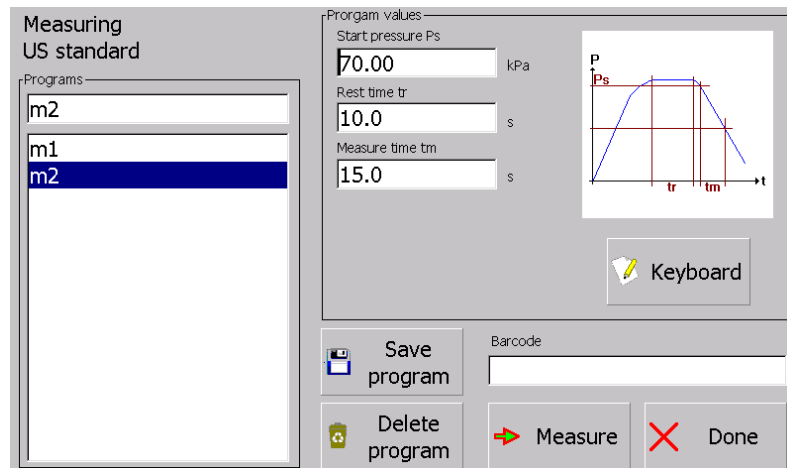 Measuring
US standard
Programs
m2
m1
m2
Prorgam values
Start pressure Ps
70.00 kPa
Rest time tr
10.0 s
Measure time tm
15.0 s
P
Ps
tr tm t
Keyboard
Save
program
Delete
program
Barcode
Measure
Done